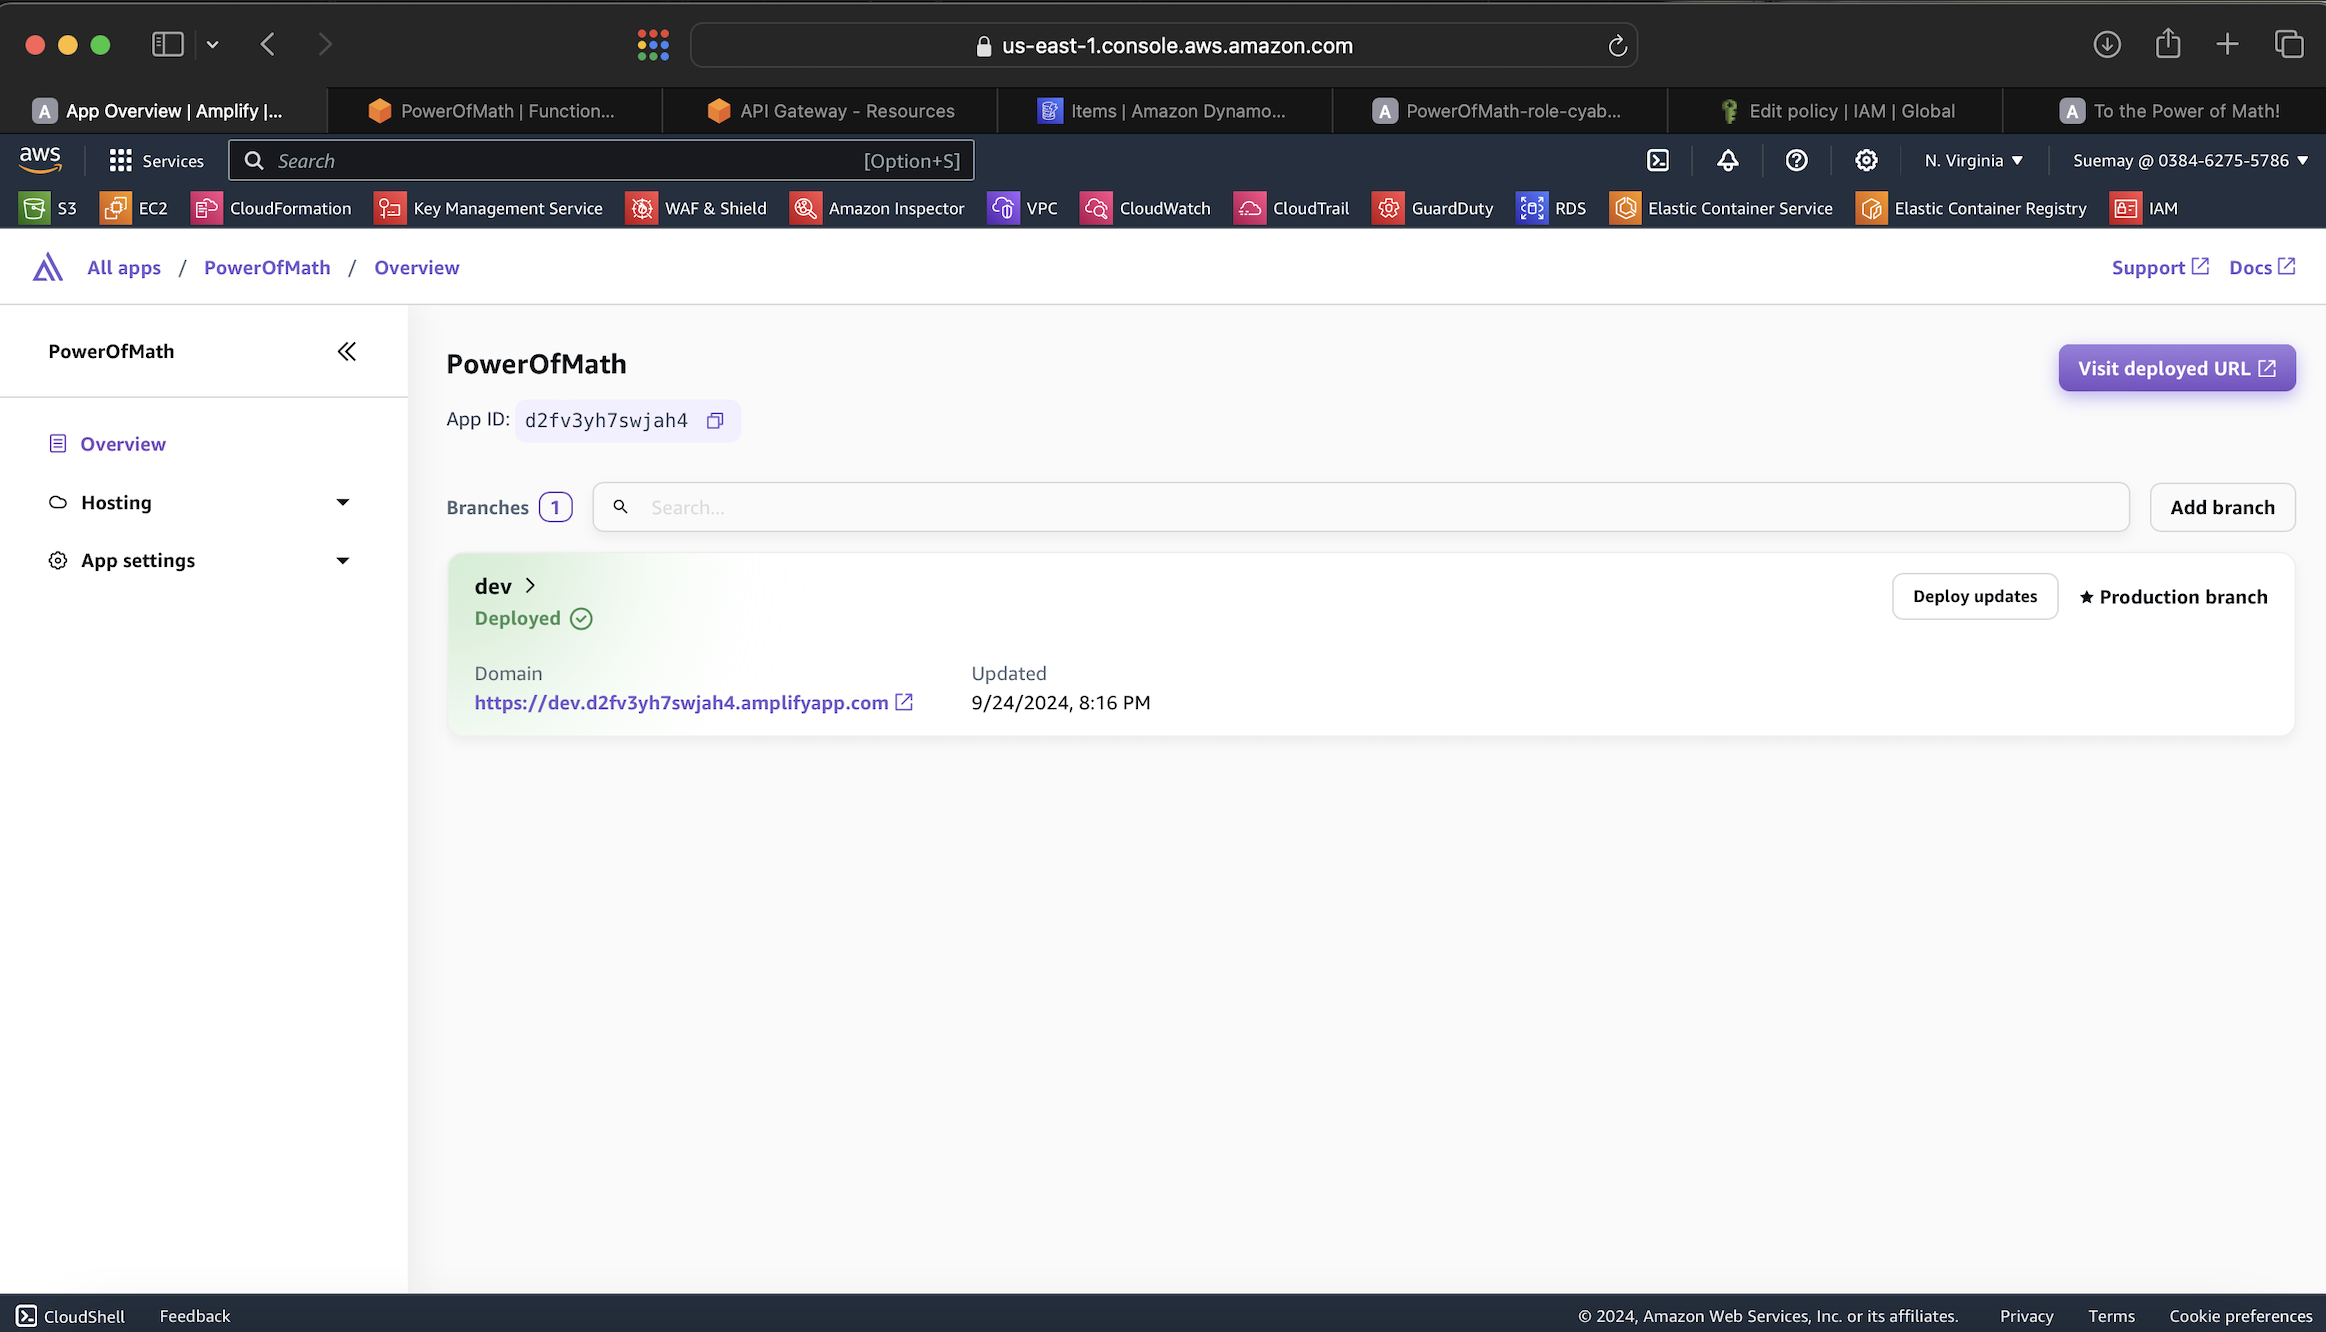 us-east-1.console.aws.amazon.com
A App Overview | Amplify |...
PowerOfMath | Function...
API Gateway - Resources
Items | Amazon Dynamo...
A PowerOfMath-role-cyab...
Edit policy | IAM | Global
A To the Power of Math!
aws Services Search [Option+S] N. Virginia ▼ Suemay @ 0384-6275-5786 ▼
S3 EC2 CloudFormation Key Management Service WAF & Shield Amazon Inspector VPC CloudWatch CloudTrail GuardDuty RDS Elastic Container Service Elastic Container Registry IAM
All apps / PowerOfMath / Overview
Support Docs
PowerOfMath
Overview
Hosting
App settings
PowerOfMath
Visit deployed URL
App ID: d2fv3yh7swjah4
Branches 1 Search... Add branch
dev
Deployed
Deploy updates ★ Production branch
Domain
https://dev.d2fv3yh7swjah4.amplifyapp.com
Updated
9/24/2024, 8:16 PM
CloudShell Feedback © 2024, Amazon Web Services, Inc. or its affiliates. Privacy Terms Cookie preferences